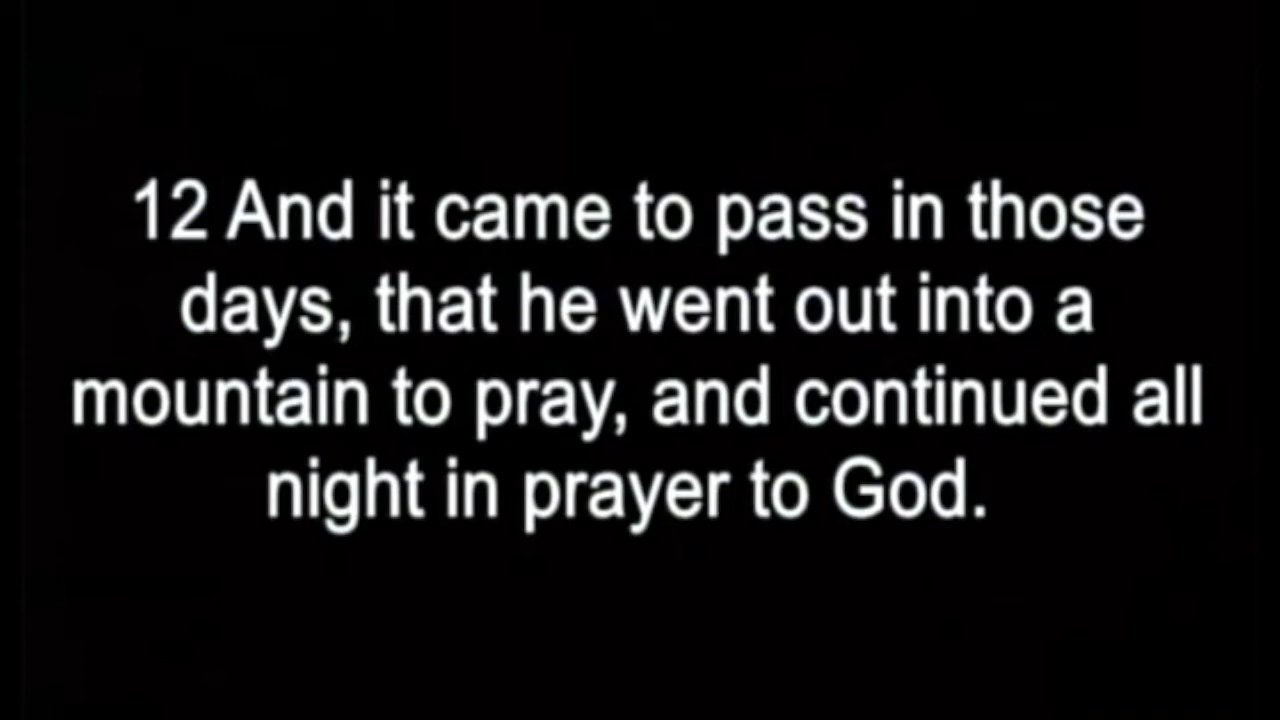 12 And it came to pass in those
days, that he went out into a
mountain to pray, and continued all
night in prayer to God.